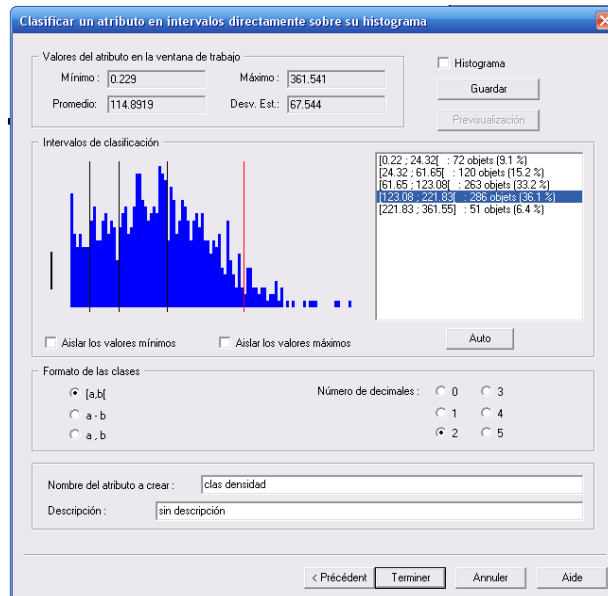 Clasificar un atributo en intervalos directamente sobre su histograma
Valores del atributo en la ventana de trabajo
Mínimo : 0.229 Máximo : 361.541
Promedio: 114.8919 Desv. Est.: 67.544
Histograma
Guardar
Previsualización
Intervalos de clasificación
[0.22 ; 24.32[ : 72 objets (9.1 %)
[24.32 ; 61.65[ : 120 objets (15.2 %)
[61.65 ; 123.08[ : 263 objets (33.2 %)
[123.08 ; 221.83[ : 286 objets (36.1 %)
[221.83 ; 361.55] : 51 objets (6.4 %)
Aislar los valores mínimos Aislar los valores máximos
Auto
Formato de las clases
[a,b[
a - b
a , b
Número de decimales : 0 3
1 4
2 5
Nombre del atributo a crear : clas densidad
Descripción : sin descripción
< Précédent Terminer Annuler Aide